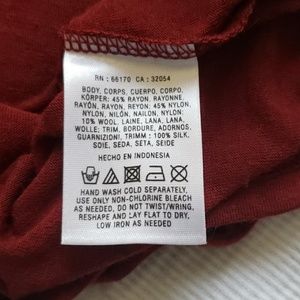 RN : 66170 CA : 32054
BODY, CORPS, CUERPO, CORPO,
KÖRPER: 45% RAYON, RAYONNE
RAYÓN, RAYON, REYON: 45% NYLON,
NYLON, NILÓN, NAILON, NYLON:
10% WOOL, LAINE, LANA, LANA,
WOLLE; TRIM, BORDURE, ADORNOS,
GUARNIZIONI, TRIMM : 100% SILK,
SOIE, SEDA, SETA, SEIDE
HECHO EN INDONESIA
HAND WASH COLD SEPARATELY,
USE ONLY NON-CHLORINE BLEACH
AS NEEDED, DO NOT TWIST/WRING,
RESHAPE AND LAY FLAT TO DRY,
LOW IRON AS NEEDED